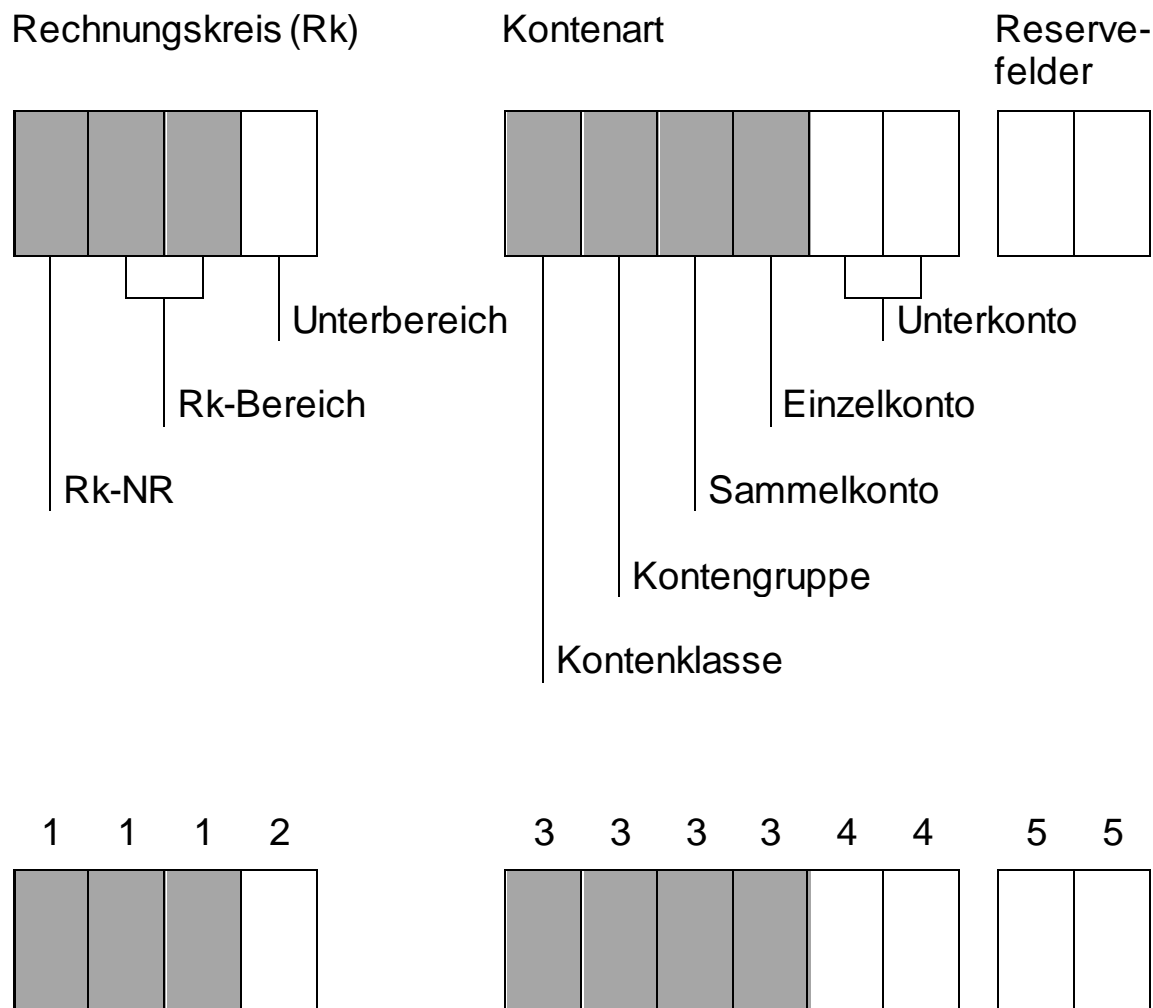 Rechnungskreis (Rk) Kontenart Reserve-
felder
Unterbereich Unterkonto
Rk-Bereich Einzelkonto
Rk-NR Sammelkonto
Kontengruppe
Kontenklasse
1 1 1 2 3 3 3 3 4 4 5 5